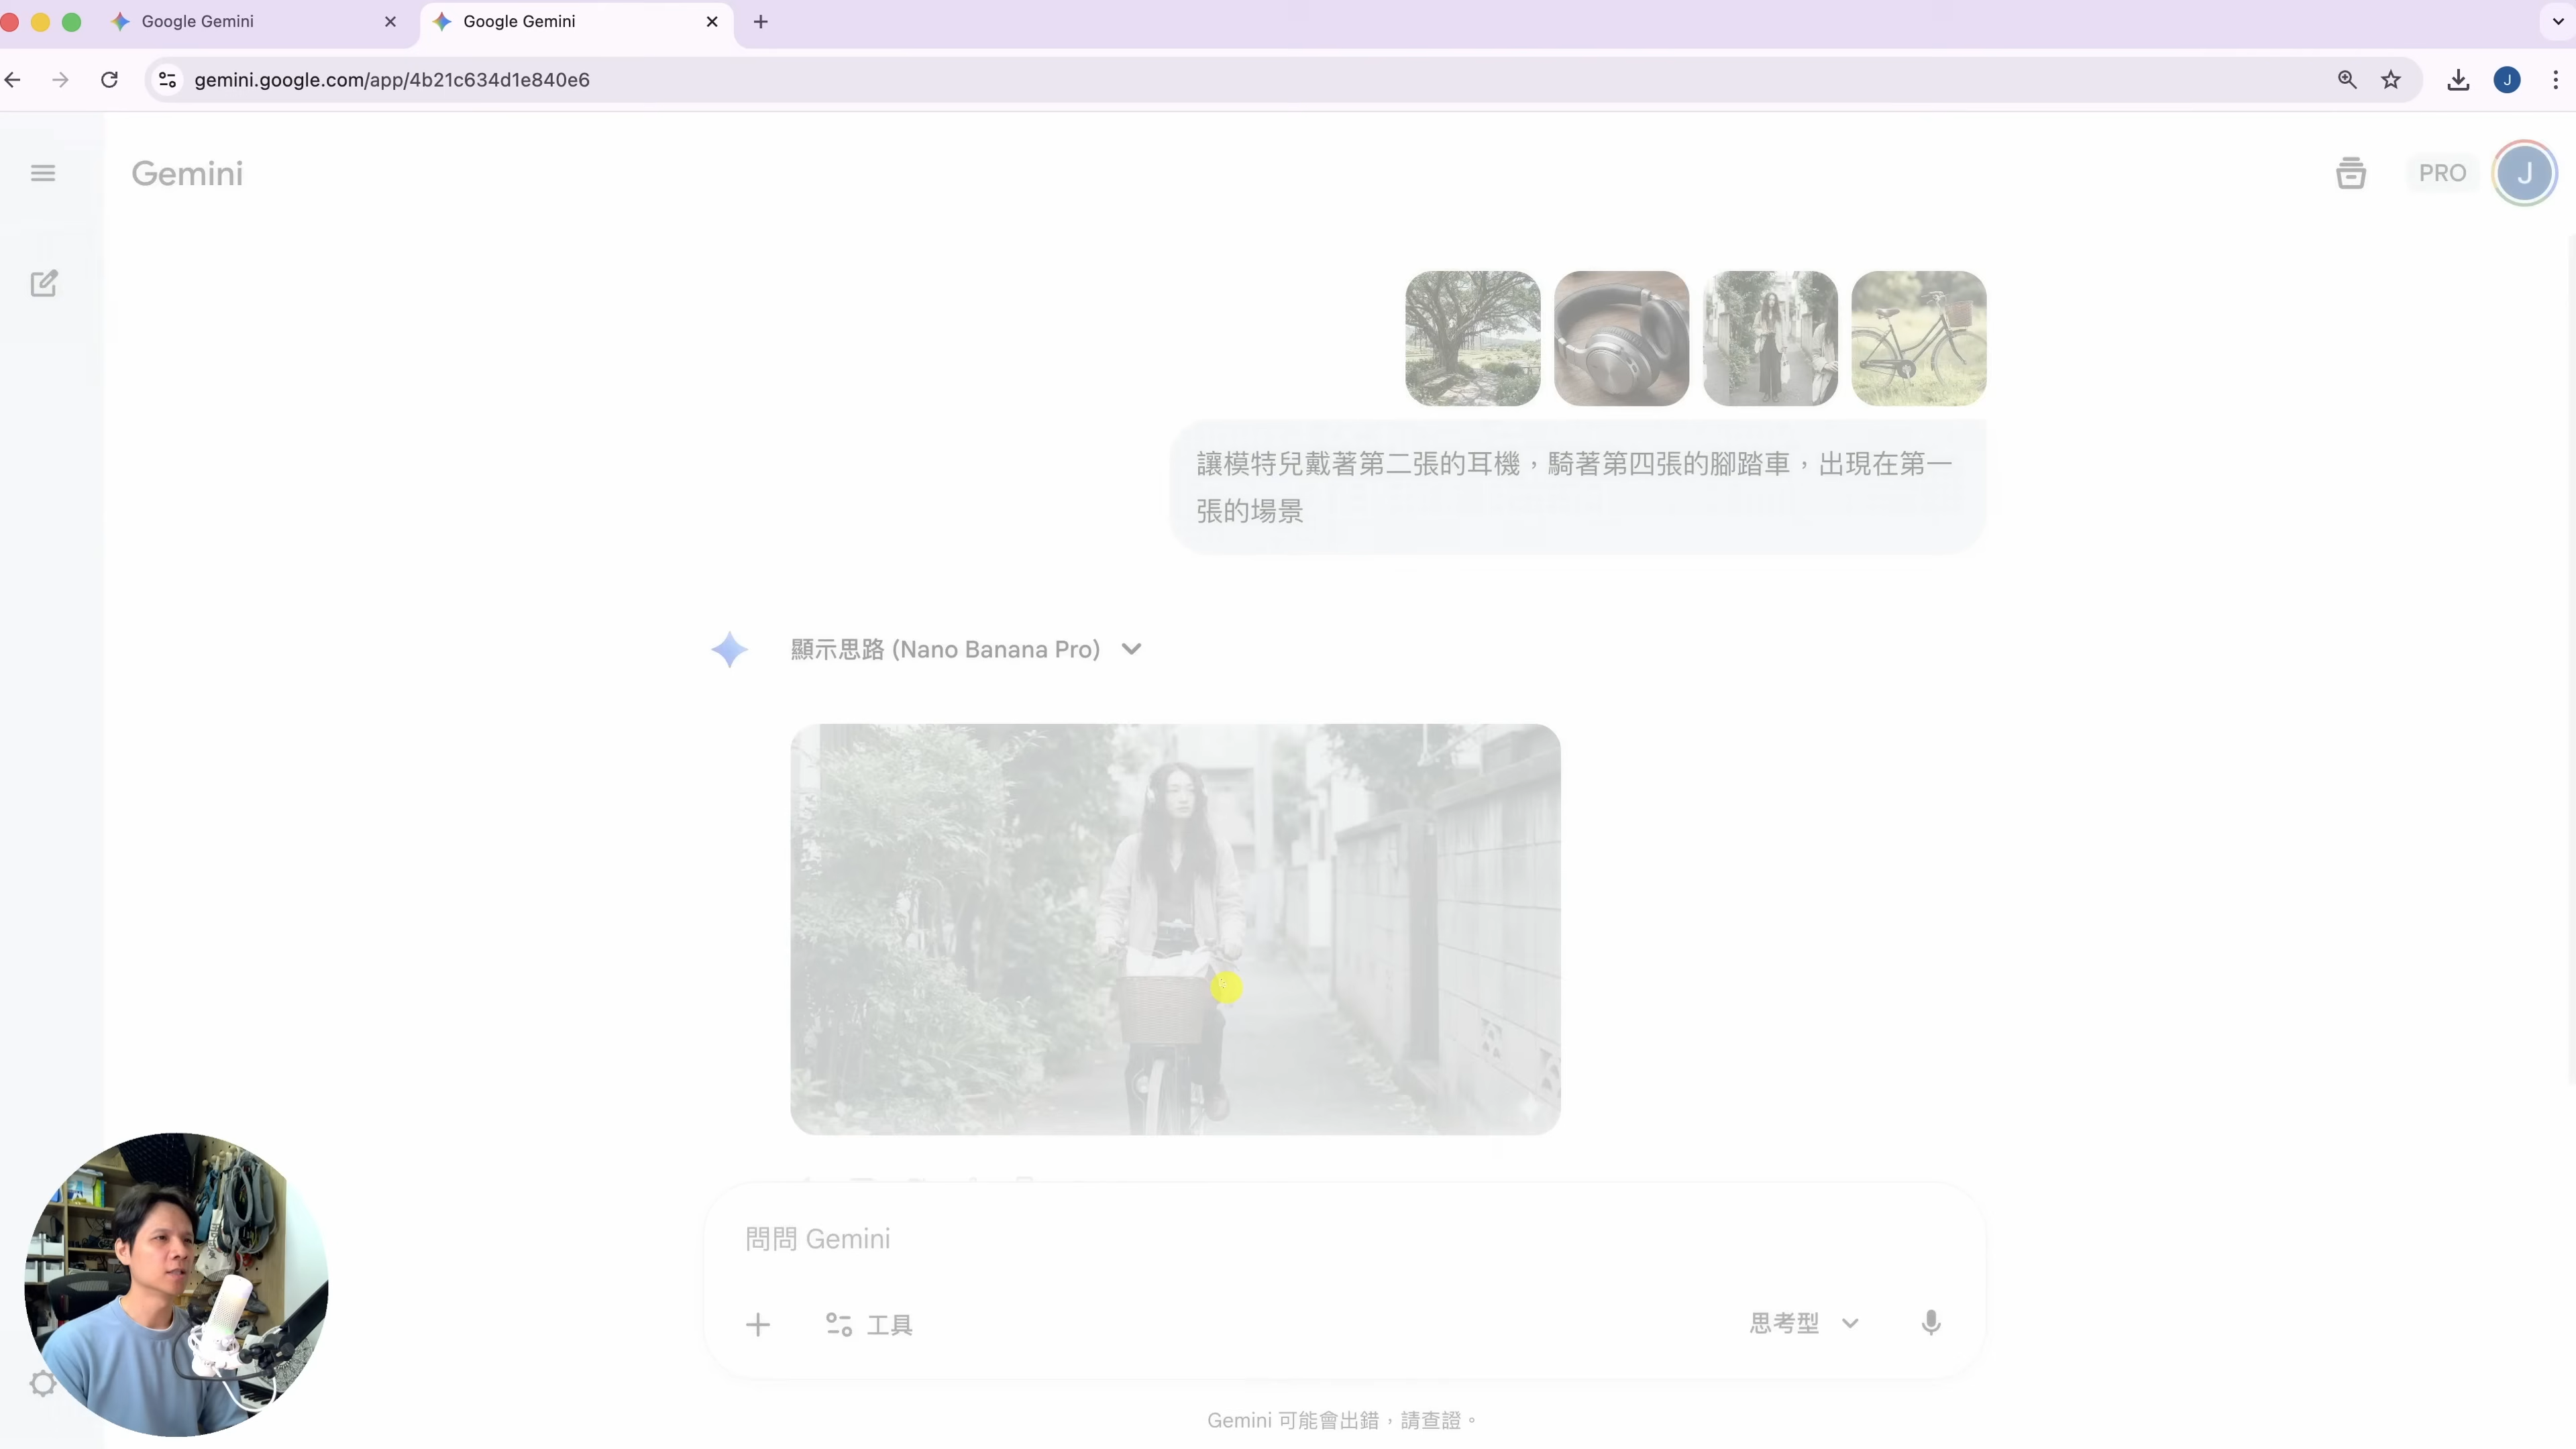 Google Gemini
Google Gemini
gemini.google.com/app/4b21c634d1e840e6
J
Gemini
PRO
J
讓模特兒戴著第二張的耳機，騎著第四張的腳踏車，出現在第一
張的場景
顯示思路 (Nano Banana Pro)
問問 Gemini
工具
思考型
Gemini 可能會出錯，請查證。